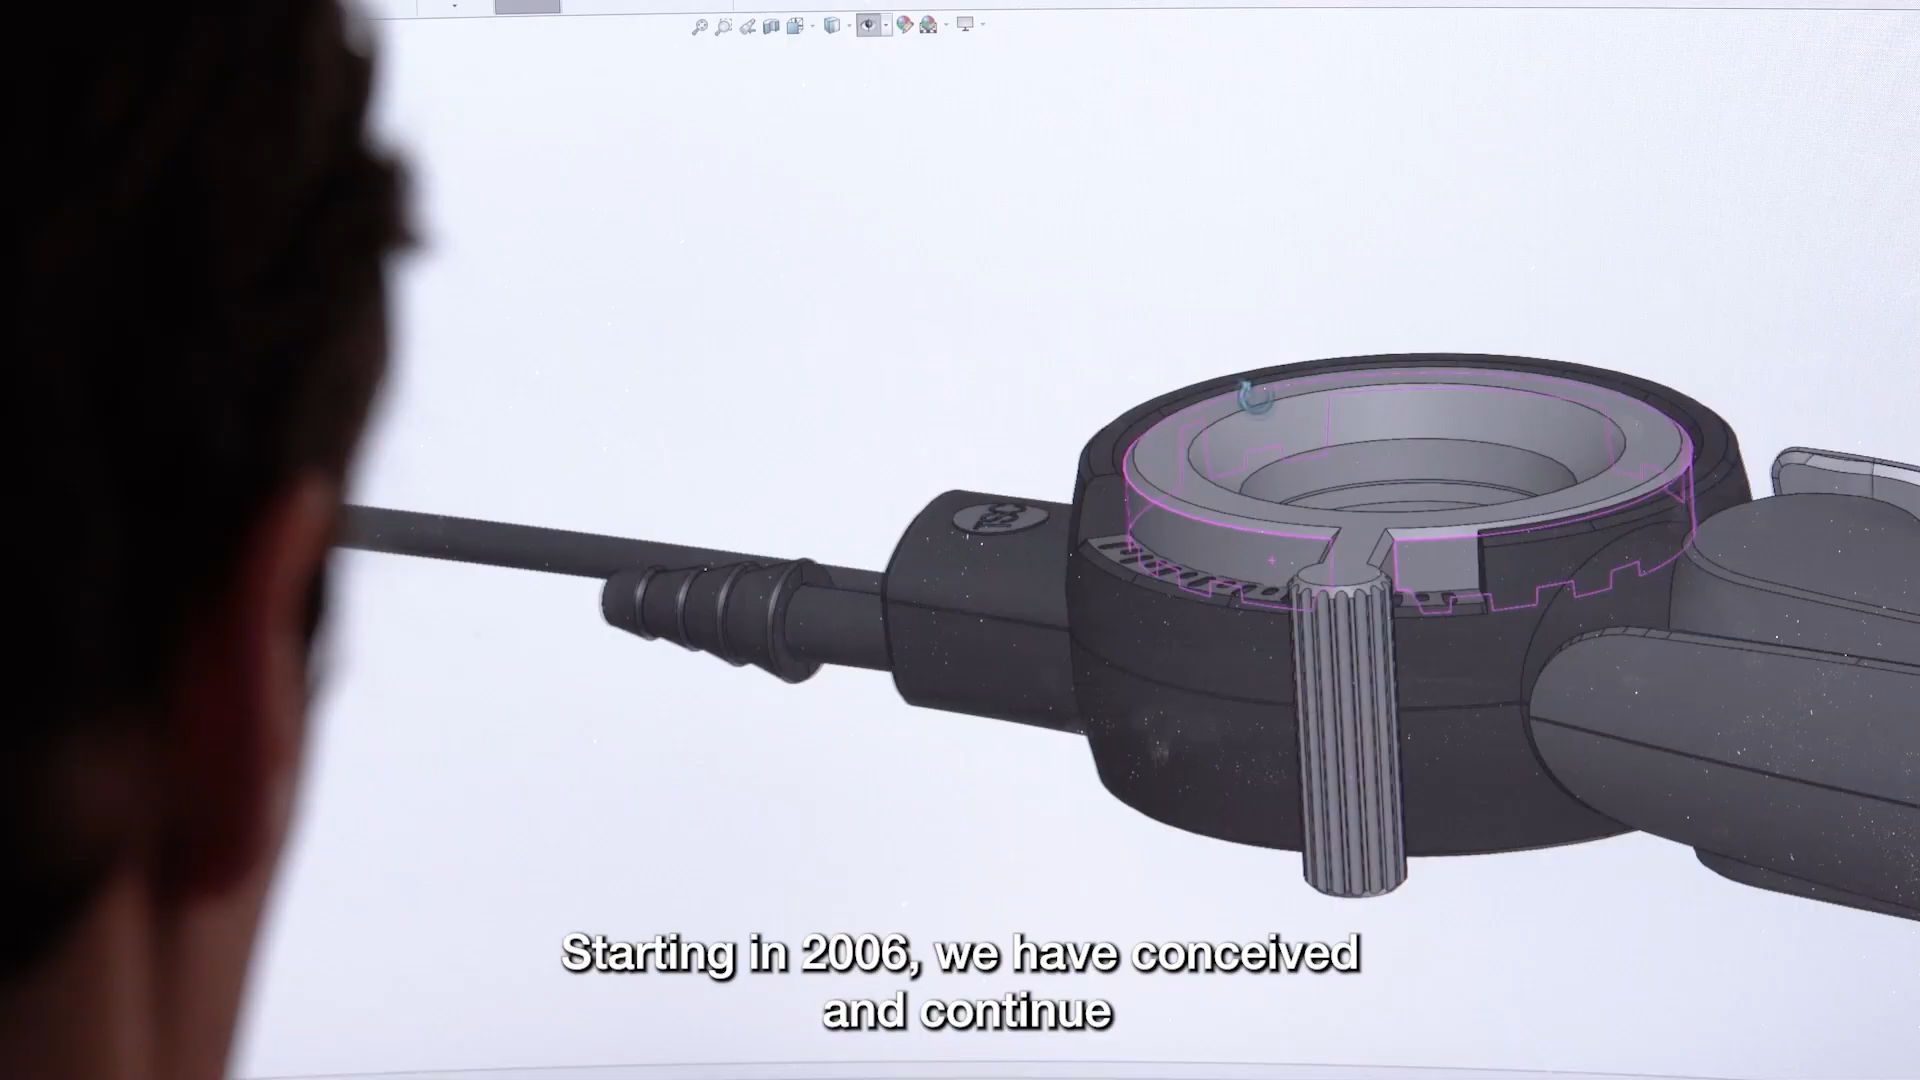 Starting in 2006, we have conceived
and continue